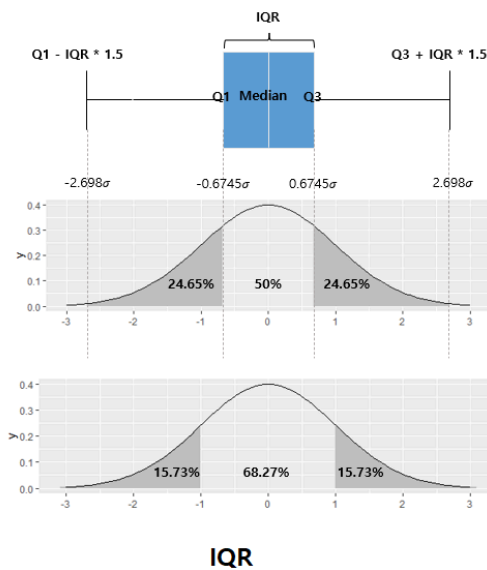 IQR
Q1 - IQR * 1.5
Q3 + IQR * 1.5
Q1 Median Q3
-2.698σ -0.6745σ 0.6745σ 2.698σ
0.4
0.3
0.2
0.1
0.0
y
24.65% 50% 24.65%
-3 -2 -1 0 1 2 3
0.4
0.3
0.2
0.1
0.0
y
15.73% 68.27% 15.73%
-3 -2 -1 0 1 2 3
IQR